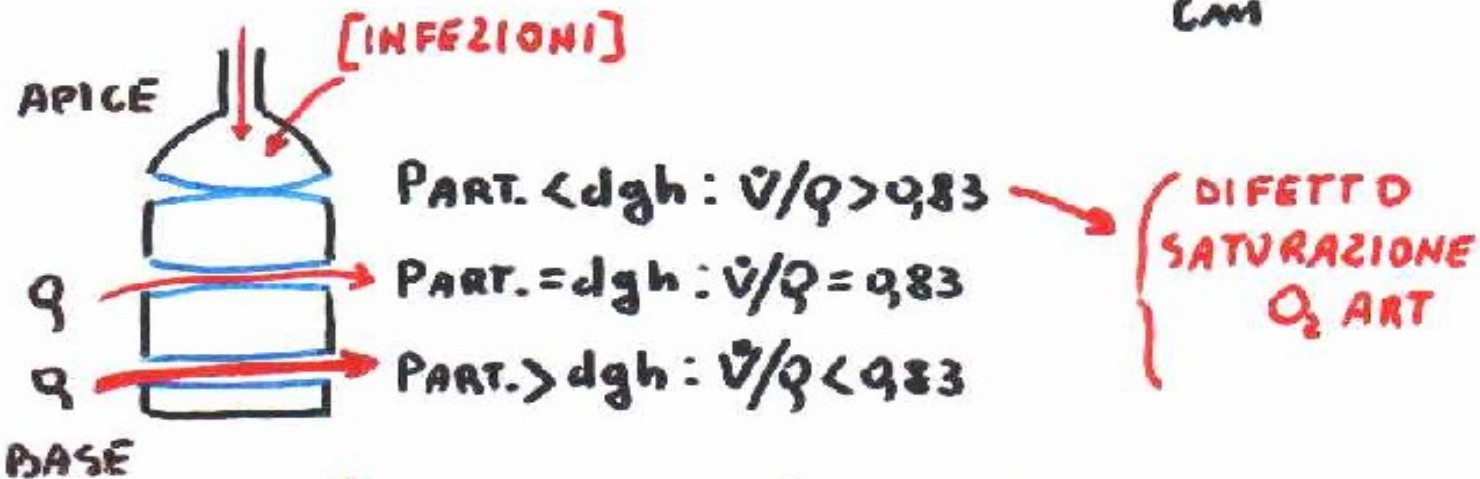 cm
[INFEZIONI]
APICE
PART. < dgh : V̇/Q > 0,83
DIFETTO
SATURAZIONE
O₂ ART
Q PART. = dgh : V̇/Q = 0,83
Q PART. > dgh : V̇/Q < 0,83
BASE